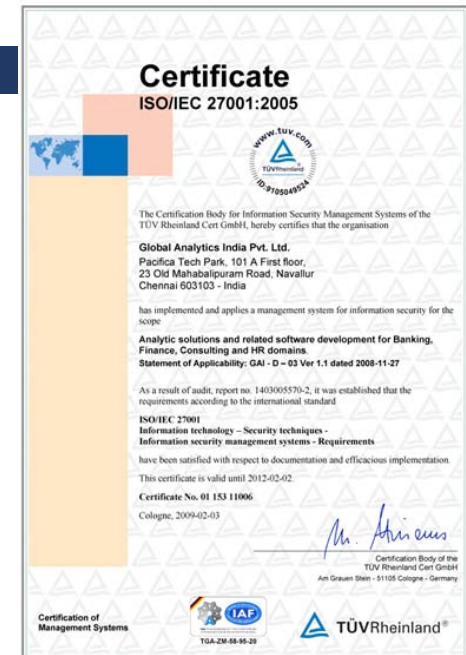 Certificate
ISO/IEC 27001:2005
www.tuv.com
TÜVRheinland
ID:9105049524
The Certification Body for Information Security Management Systems of the
TÜV Rheinland Cert GmbH, hereby certifies that the organisation
Global Analytics India Pvt. Ltd.
Pacifica Tech Park, 101 A First floor,
23 Old Mahabalipuram Road, Navallur
Chennai 603103 - India
has implemented and applies a management system for information security for the
scope
Analytic solutions and related software development for Banking,
Finance, Consulting and HR domains.
Statement of Applicability: GAI - D – 03 Ver 1.1 dated 2008-11-27
As a result of audit, report no. 1403005570-2, it was established that the
requirements according to the international standard
ISO/IEC 27001
Information technology – Security techniques -
Information security management systems - Requirements
have been satisfied with respect to documentation and efficacious implementation.
This certificate is valid until 2012-02-02.
Certificate No. 01 153 11006
Cologne, 2009-02-03
Certification Body of the
TÜV Rheinland Cert GmbH
Am Grauen Stein - 51105 Cologne - Germany
Certification of
Management Systems
IAF
TGA-ZM-58-95-20
TÜVRheinland®